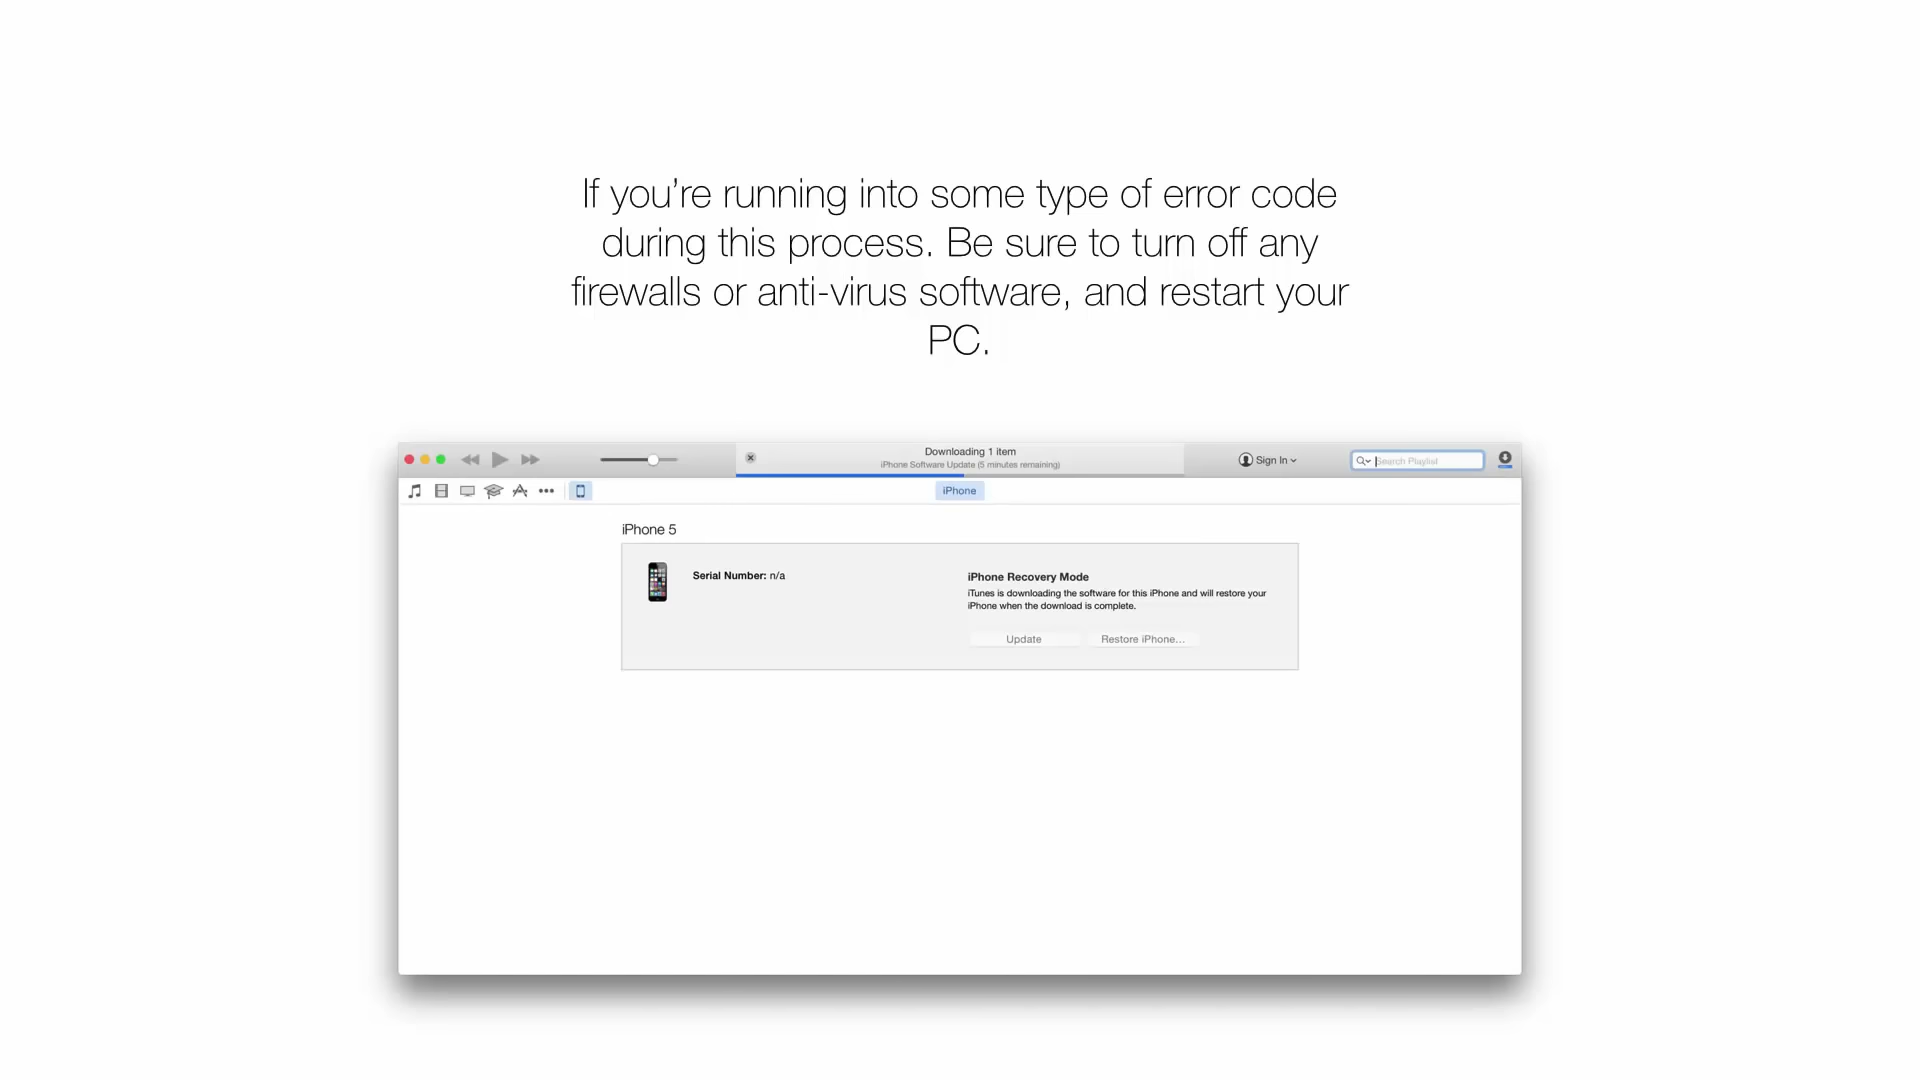 If you’re running into some type of error code
during this process. Be sure to turn off any
firewalls or anti-virus software, and restart your
PC.
Downloading 1 item
iPhone Software Update (5 minutes remaining)
Sign In
Search Playlist
iPhone
iPhone 5
Serial Number: n/a
iPhone Recovery Mode
iTunes is downloading the software for this iPhone and will restore your
iPhone when the download is complete.
Update
Restore iPhone...